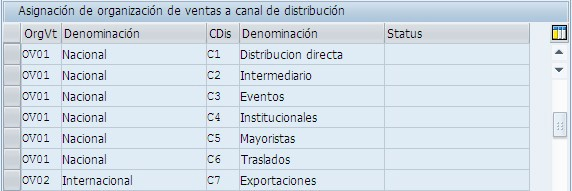 Asignación de organización de ventas a canal de distribución
OrgVt Denominación CDis Denominación Status
OV01 Nacional C1 Distribucion directa
OV01 Nacional C2 Intermediario
OV01 Nacional C3 Eventos
OV01 Nacional C4 Institucionales
OV01 Nacional C5 Mayoristas
OV01 Nacional C6 Traslados
OV02 Internacional C7 Exportaciones